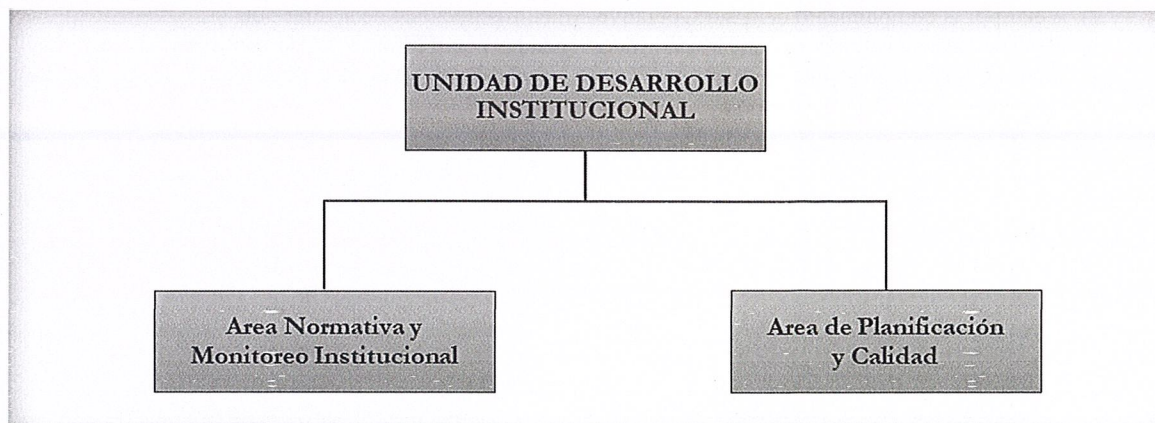 UNIDAD DE DESARROLLO
INSTITUCIONAL
Area Normativa y
Monitoreo Institucional
Area de Planificación
y Calidad